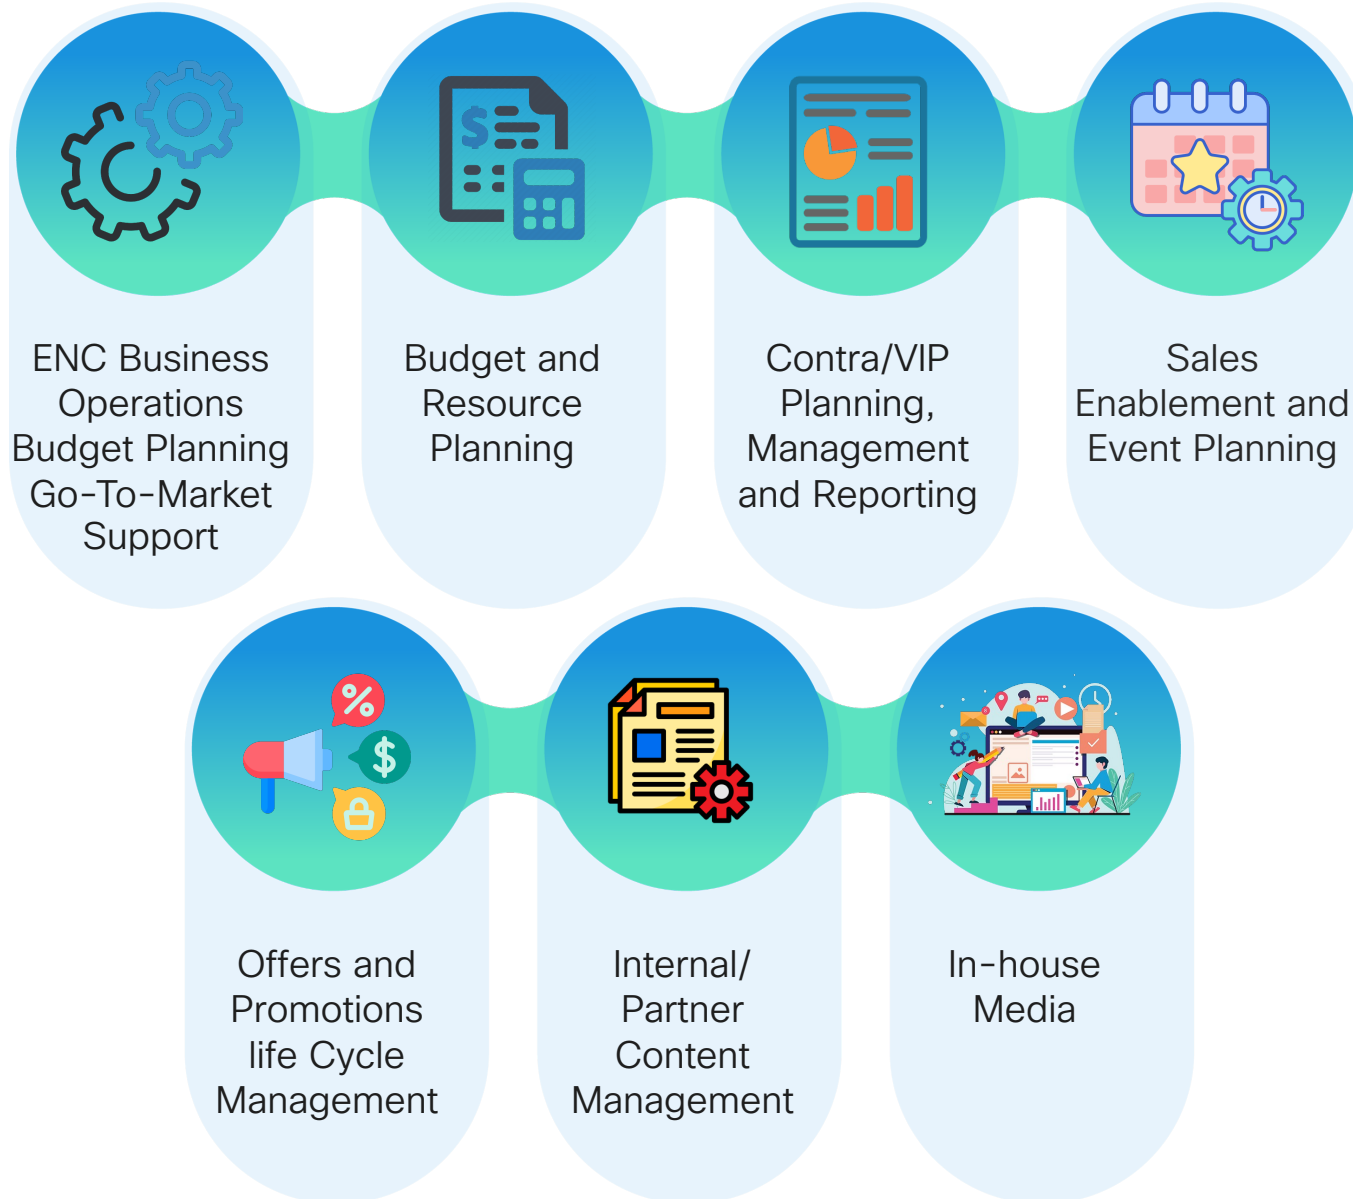 ENC Business
Operations
Budget Planning
Go-To-Market
Support
Budget and
Resource
Planning
Contra/VIP
Planning,
Management
and Reporting
Sales
Enablement and
Event Planning
Offers and
Promotions
life Cycle
Management
Internal/
Partner
Content
Management
In-house
Media